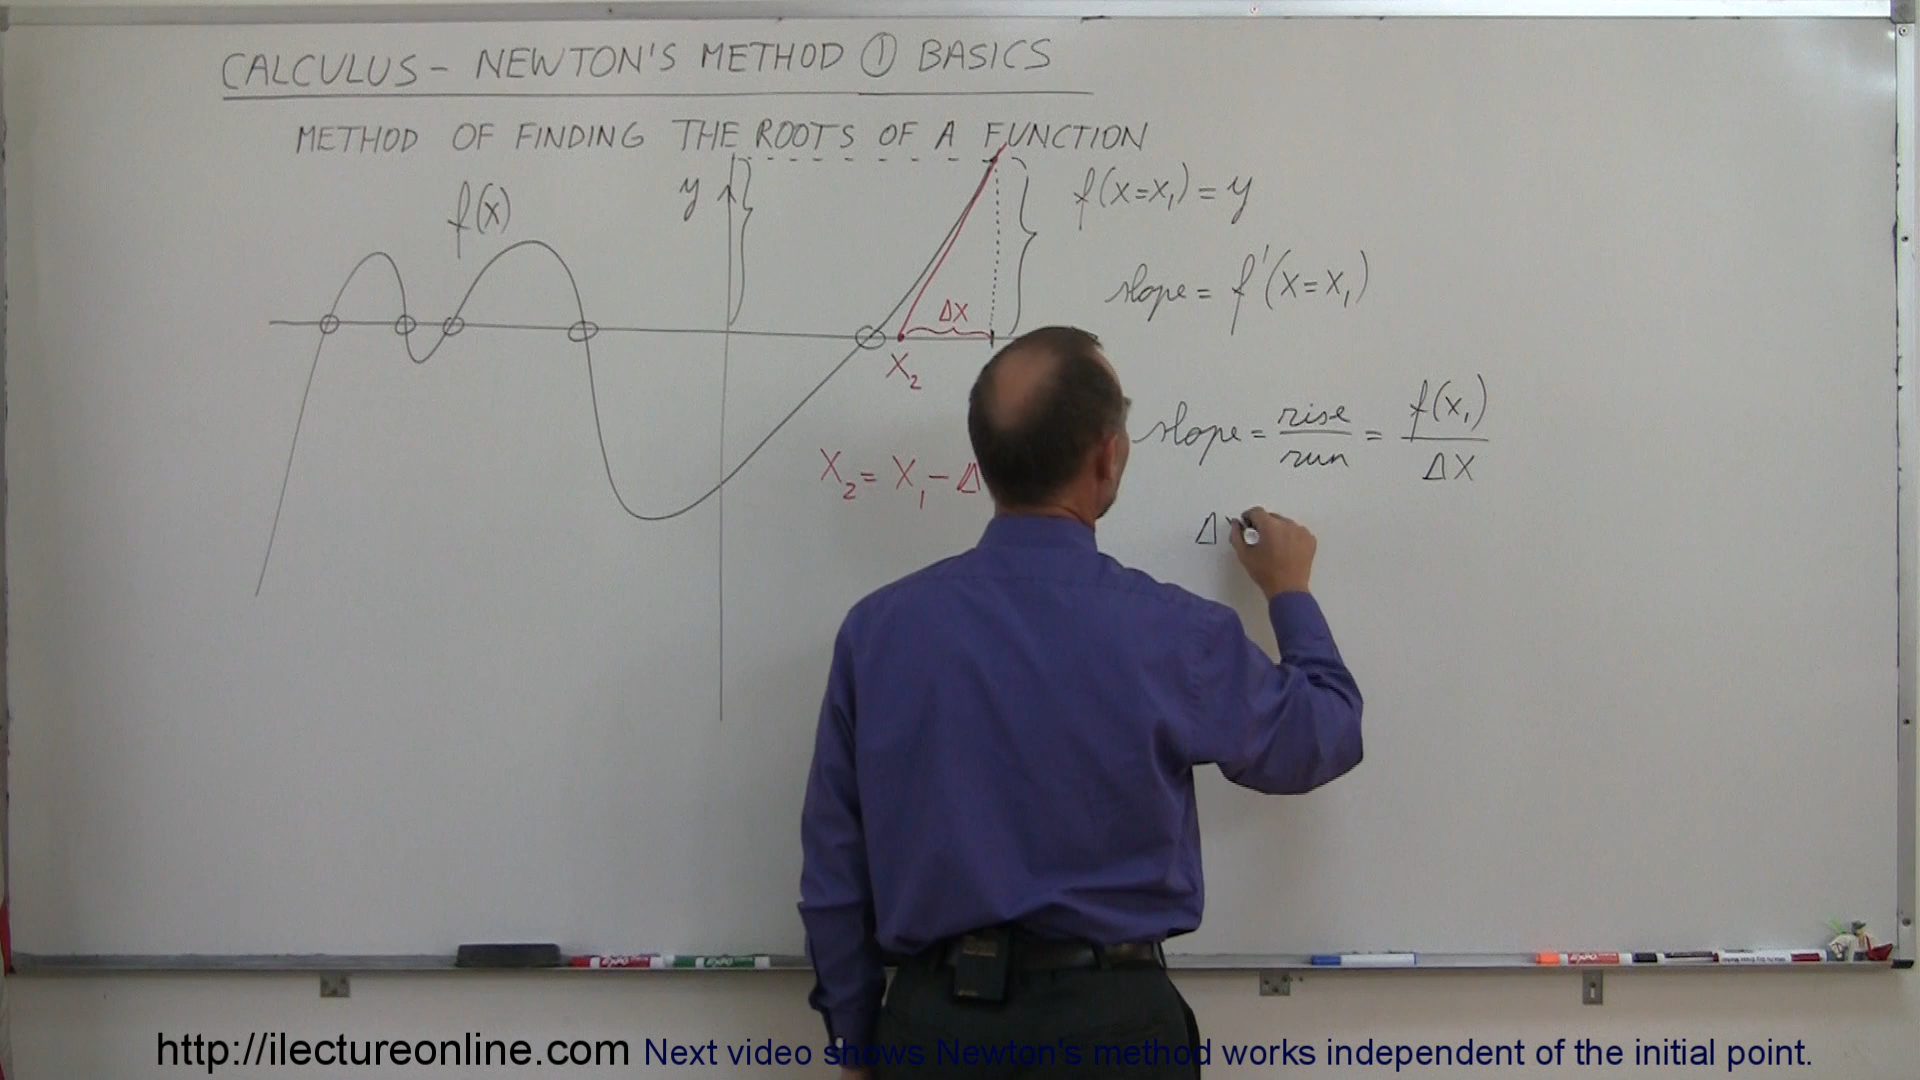 CALCULUS - NEWTON'S METHOD ① BASICS
METHOD OF FINDING THE ROOTS OF A FUNCTION
f(x)
y
f(x=x₁) = y
slope = f'(x=x₁)
Δx
x₂
slope = rise/run = f(x₁)/Δx
x₂ = x₁ - Δ
Δ
http://ilectureonline.com Next video shows Newton's method works independent of the initial point.